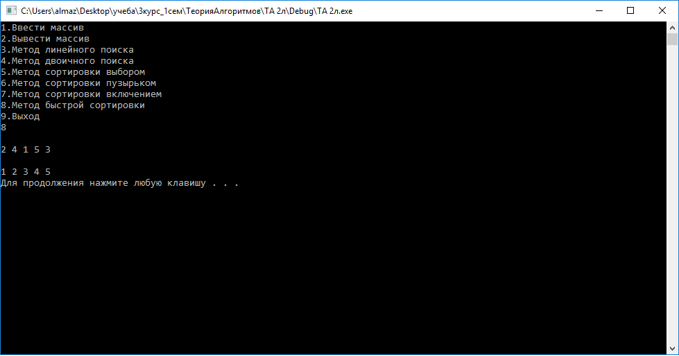 C:\Users\almaz\Desktop\учеба\3курс_1сем\ТеорияАлгоритмов\ТА 2л\Debug\ТА 2л.exe
1.Ввести массив
2.Вывести массив
3.Метод линейного поиска
4.Метод двоичного поиска
5.Метод сортировки выбором
6.Метод сортировки пузырьком
7.Метод сортировки включением
8.Метод быстрой сортировки
9.Выход
8
2 4 1 5 3
1 2 3 4 5
Для продолжения нажмите любую клавишу . . .